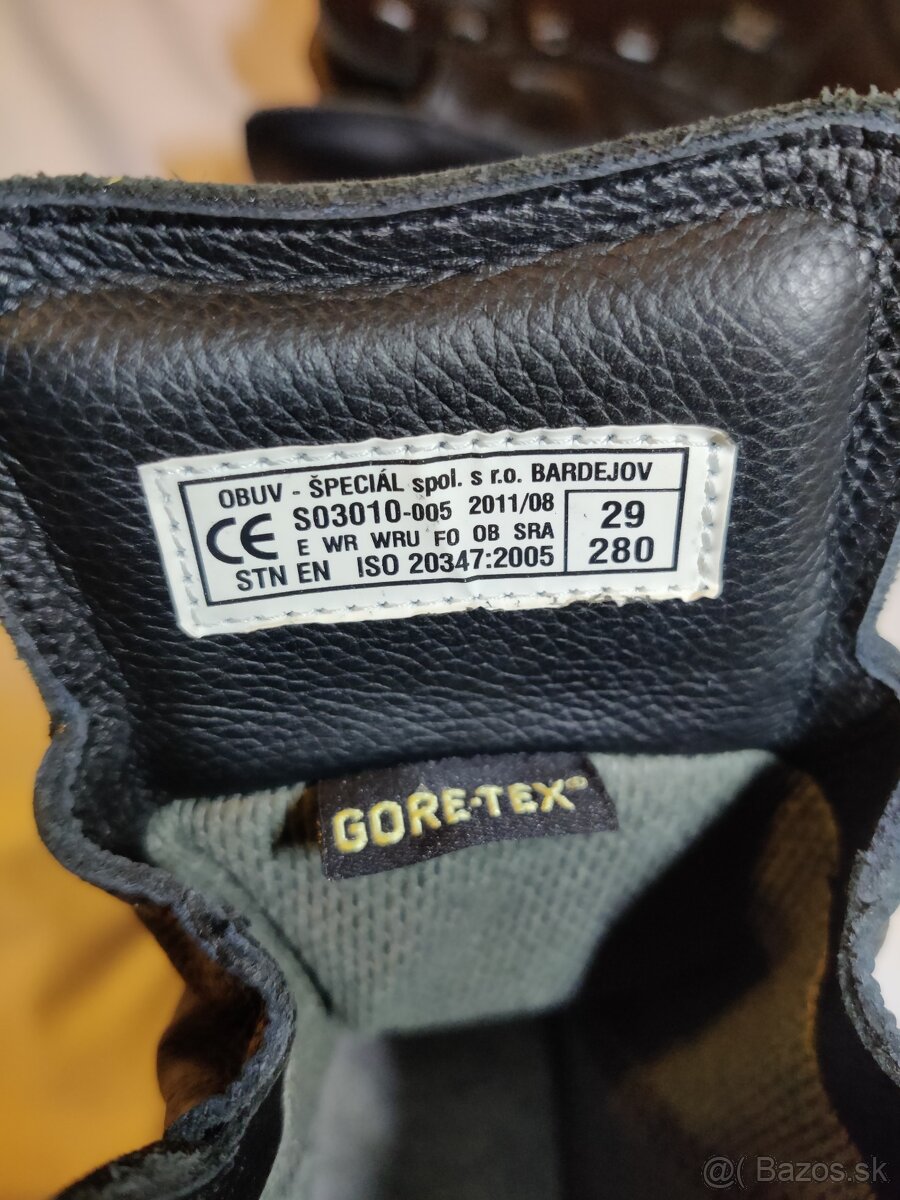 OBUV - ŠPECIÁL spol. s r.o. BARDEJOV
CE S03010-005 2011/08
E WR WRU FO OB SRA
STN EN ISO 20347:2005
29
280
GORE-TEX®
@( Bazos.sk